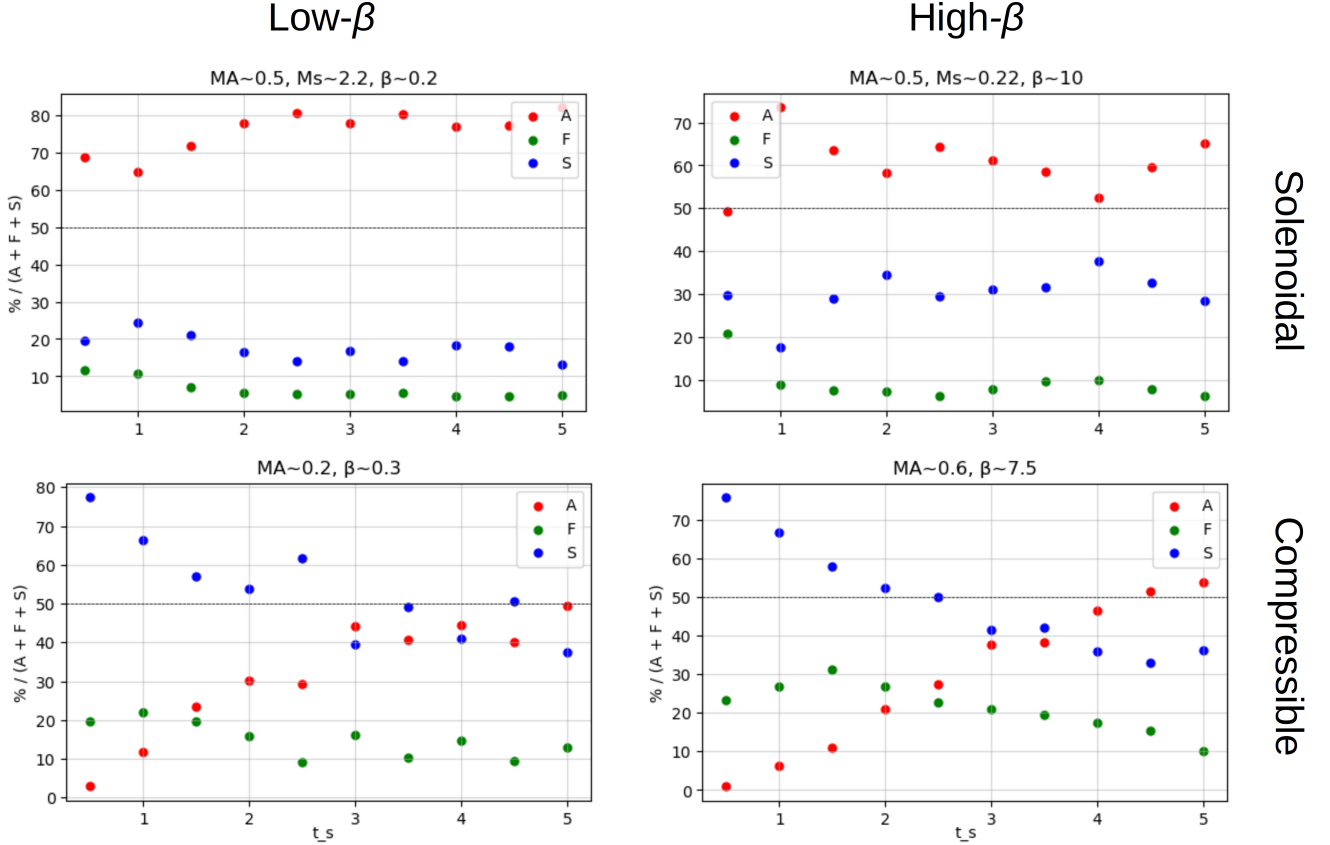 Low-β
High-β
MA~0.5, Ms~2.2, β~0.2
MA~0.5, Ms~0.22, β~10
% / (A + F + S)
80
70
60
50
40
30
20
10
1
2
3
4
5
A
F
S
70
60
50
40
30
20
10
1
2
3
4
5
A
F
S
Solenoidal
MA~0.2, β~0.3
MA~0.6, β~7.5
% / (A + F + S)
80
70
60
50
40
30
20
10
0
1
2
3
4
5
t_s
A
F
S
% / (A + F + S)
70
60
50
40
30
20
10
0
1
2
3
4
5
t_s
A
F
S
Compressible